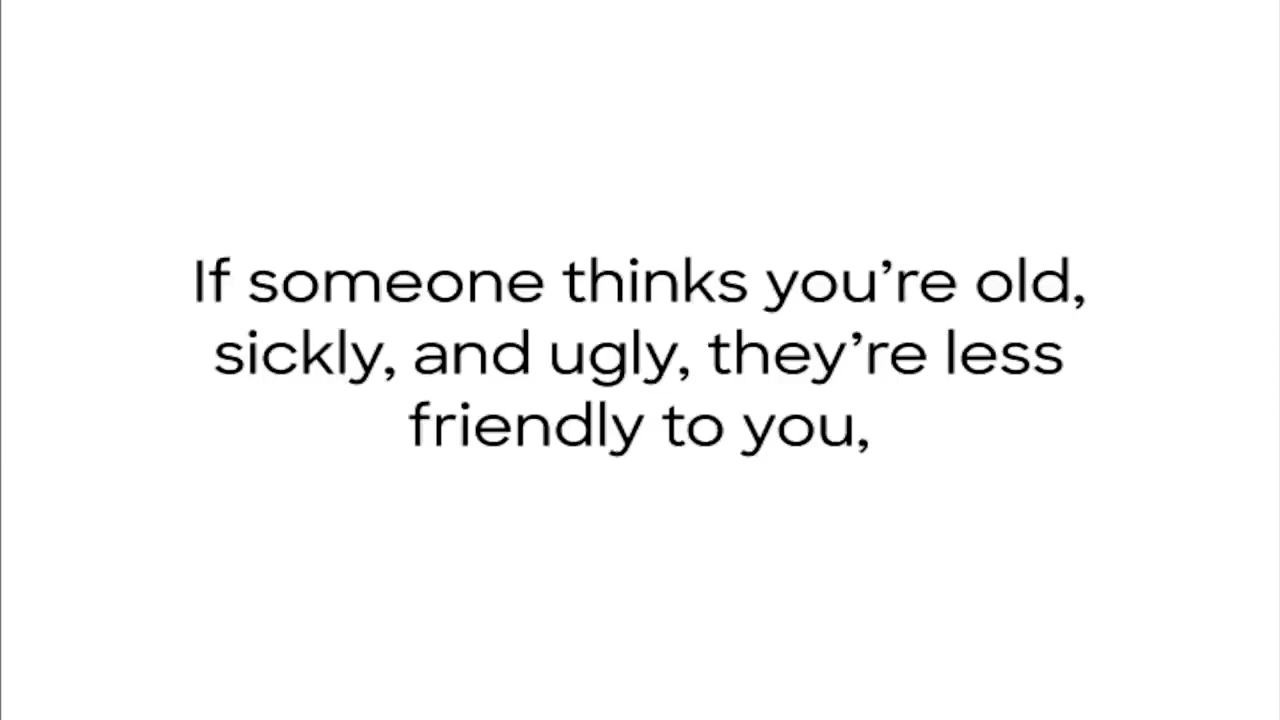 If someone thinks you’re old,
sickly, and ugly, they’re less
friendly to you,